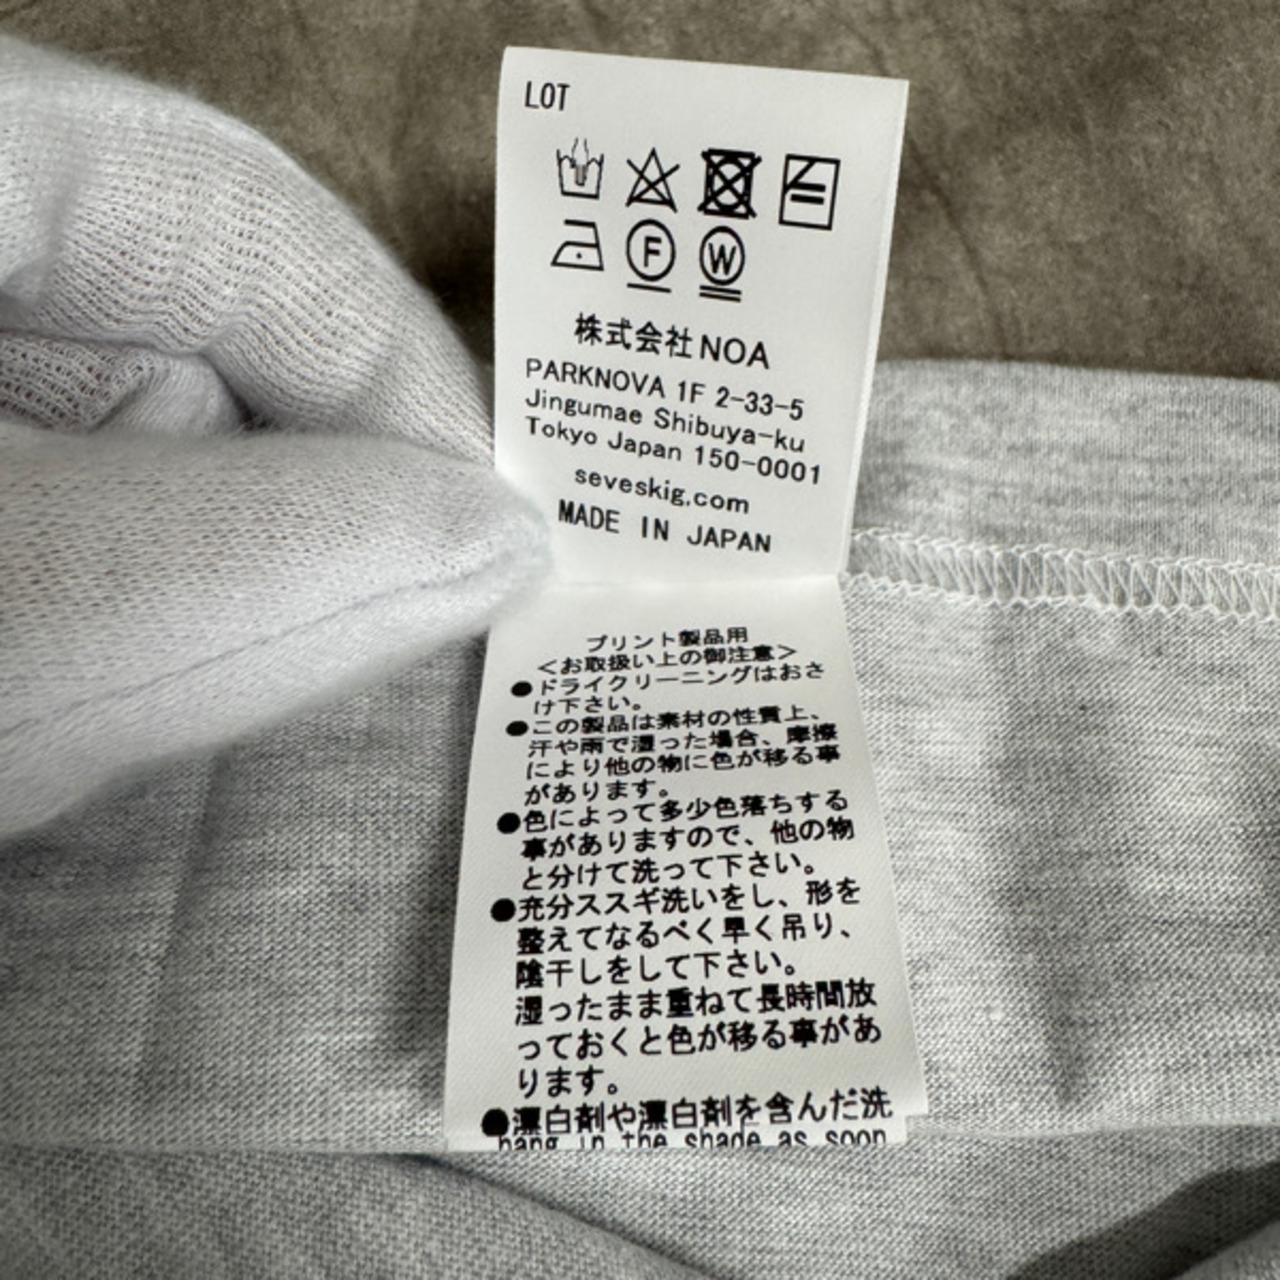 LOT
F W
株式会社NOA
PARKNOVA 1F 2-33-5
Jingumae Shibuya-ku
Tokyo Japan 150-0001
seveskig.com
MADE IN JAPAN
プリント製品用
<お取扱い上の御注意>
●ドライクリーニングはおさ
け下さい。
●この製品は素材の性質上、
汗や雨で湿った場合、摩擦
により他の物に色が移る事
があります。
●色によって多少色落ちする
事がありますので、他の物
と分けて洗って下さい。
●充分ススギ洗いをし、形を
整えてなるべく早く吊り、
陰干しをして下さい。
湿ったまま重ねて長時間放
っておくと色が移る事があ
ります。
●漂白剤や漂白剤を含んだ洗
hang in the shade as soon